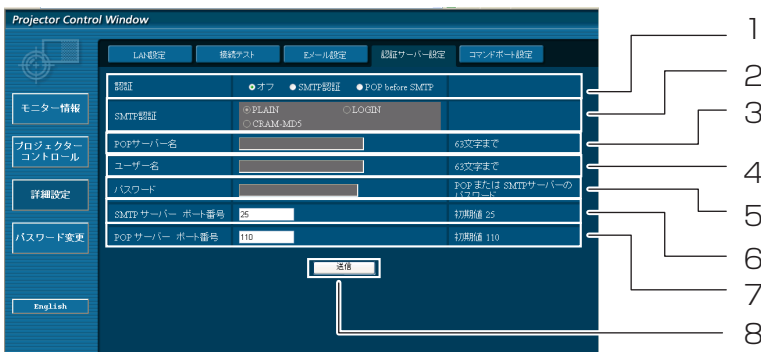 Projector Control Window
LAN設定 接続テスト Eメール設定 認証サーバー設定 コマンドポート設定
モニター情報
プロジェクター
コントロール
詳細設定
パスワード変更
English
認証 オフ SMTP認証 POP before SMTP
SMTP認証 PLAIN LOGIN
CRAM-MD5
POPサーバー名 63文字まで
ユーザー名 63文字まで
パスワード POP または SMTPサーバーの
パスワード
SMTP サーバー ポート番号 25 初期値 25
POP サーバー ポート番号 110 初期値 110
送信
1
2
3
4
5
6
7
8